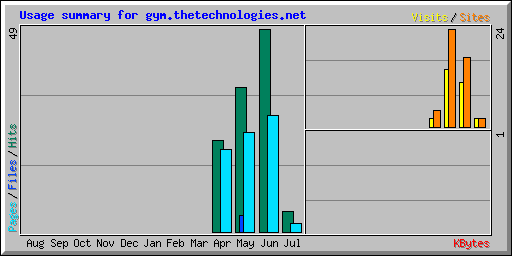 Usage summary for gym.thetechnologies.net
Visits/Sites
49
24
1
Pages/Files/Hits
Aug Sep Oct Nov Dec Jan Feb Mar Apr May Jun Jul
KBytes